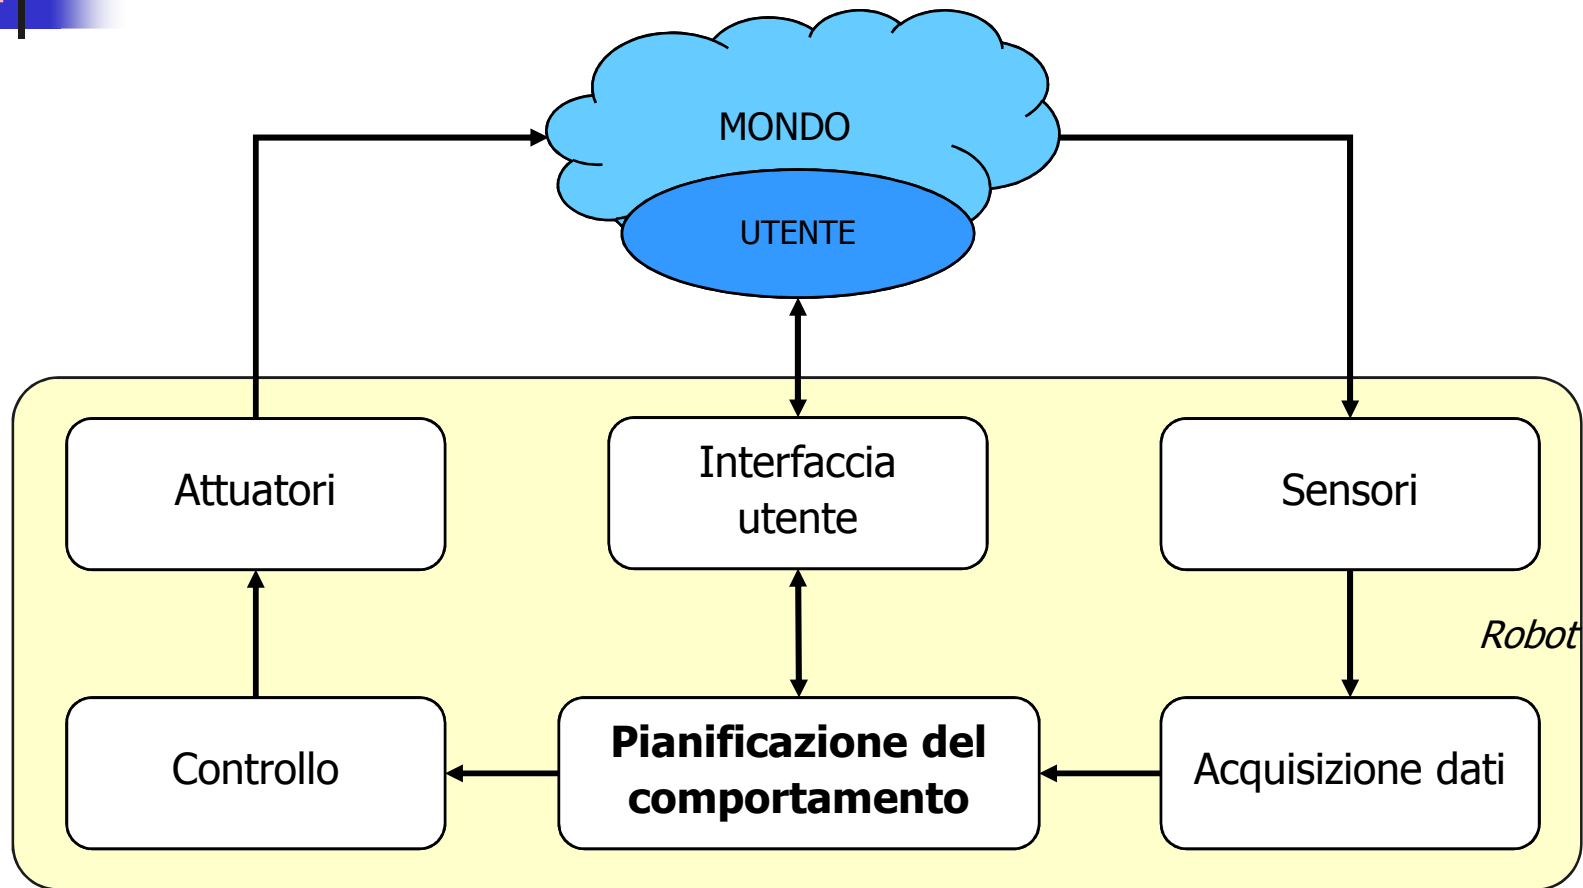 MONDO
UTENTE
Attuatori
Interfaccia
utente
Sensori
Robot
Controllo
Pianificazione del
comportamento
Acquisizione dati